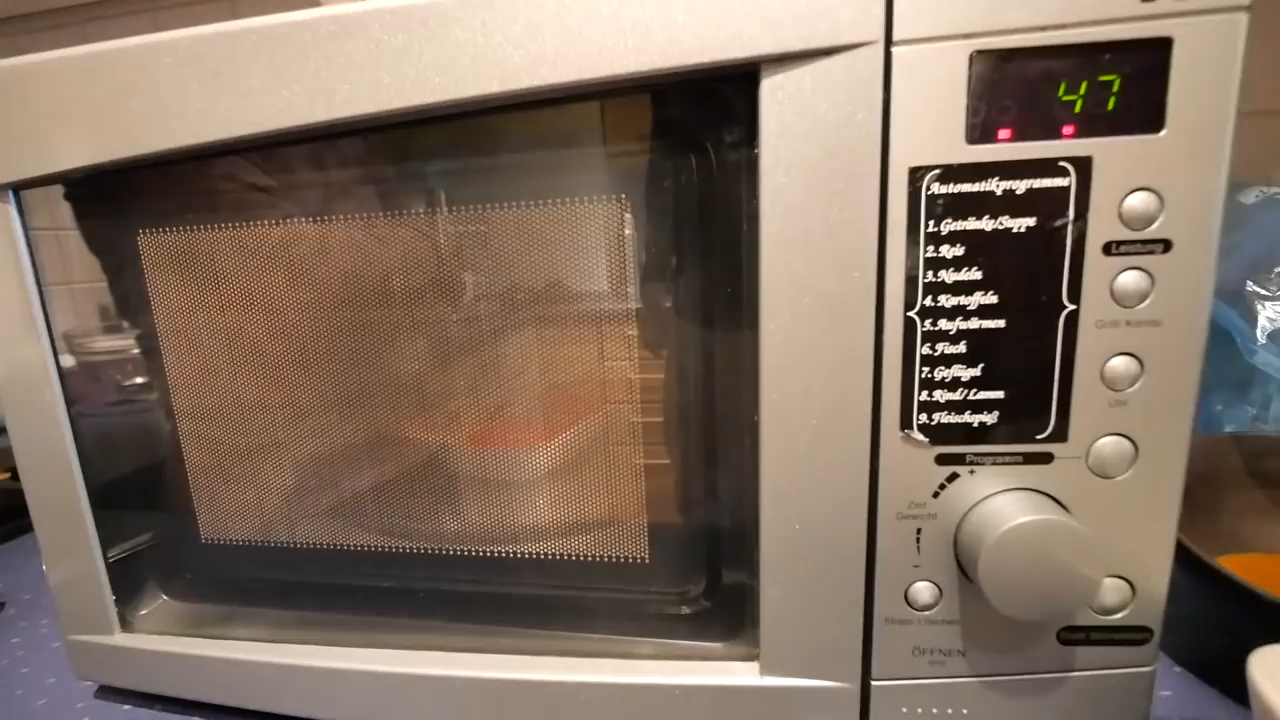 47
Automatikprogramme
1. Getränke/Suppe
2. Reis
3. Nudeln
4. Kartoffeln
5. Aufwärmen
6. Fisch
7. Geflügel
8. Rind/Lamm
9. Fleischspieß
Leistung
Grill Kombi
Uhr
Programm
+
Zeit
Gewicht
-
Stopp Löschen
ÖFFNEN